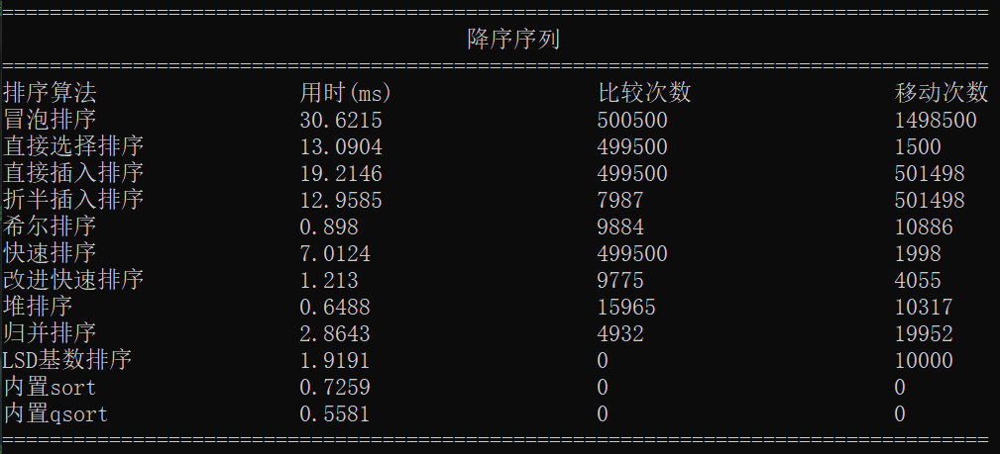 ===================================================================================
降序序列
===================================================================================
排序算法 用时(ms) 比较次数 移动次数
冒泡排序 30.6215 500500 1498500
直接选择排序 13.0904 499500 1500
直接插入排序 19.2146 499500 501498
折半插入排序 12.9585 7987 501498
希尔排序 0.898 9884 10886
快速排序 7.0124 499500 1998
改进快速排序 1.213 9775 4055
堆排序 0.6488 15965 10317
归并排序 2.8643 4932 19952
LSD基数排序 1.9191 0 10000
内置sort 0.7259 0 0
内置qsort 0.5581 0 0
===================================================================================